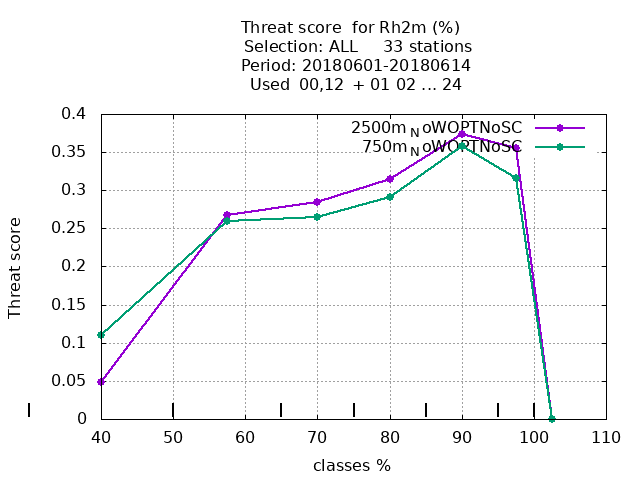 Threat score  for Rh2m (%)
Selection: ALL     33 stations
Period: 20180601-20180614
Used  00,12  + 01 02 ... 24
2500m_NoWOPTNoSC
750m_NoWOPTNoSC
0.4
0.35
0.3
0.25
0.2
0.15
0.1
0.05
0
Threat score
40 50 60 70 80 90 100 110
classes %